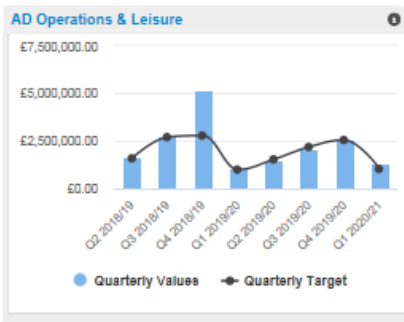 AD Operations & Leisure
£7,500,000.00
£5,000,000.00
£2,500,000.00
£0.00
Q2 2018/19
Q3 2018/19
Q4 2018/19
Q1 2019/20
Q2 2019/20
Q3 2019/20
Q4 2019/20
Q1 2020/21
Quarterly Values
Quarterly Target